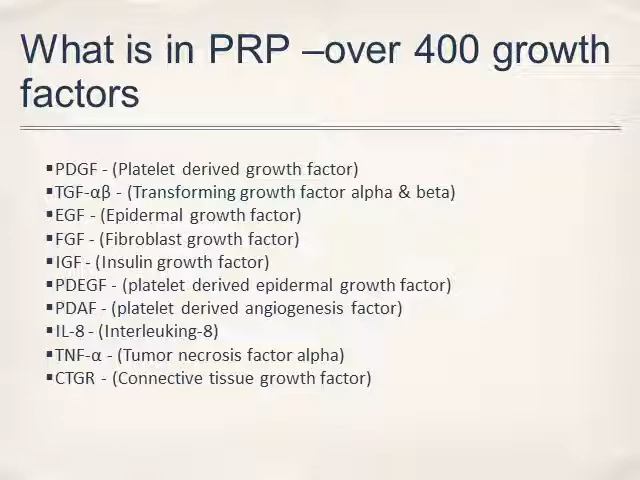 What is in PRP –over 400 growth
factors
▪PDGF - (Platelet derived growth factor)
▪TGF-αβ - (Transforming growth factor alpha & beta)
▪EGF - (Epidermal growth factor)
▪FGF - (Fibroblast growth factor)
▪IGF - (Insulin growth factor)
▪PDEGF - (platelet derived epidermal growth factor)
▪PDAF - (platelet derived angiogenesis factor)
▪IL-8 - (Interleuking-8)
▪TNF-α - (Tumor necrosis factor alpha)
▪CTGR - (Connective tissue growth factor)